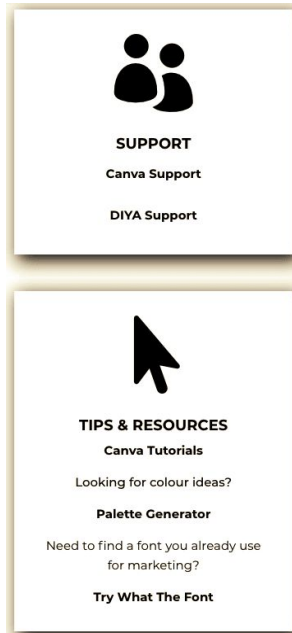 SUPPORT
Canva Support
DIYA Support
TIPS & RESOURCES
Canva Tutorials
Looking for colour ideas?
Palette Generator
Need to find a font you already use
for marketing?
Try What The Font